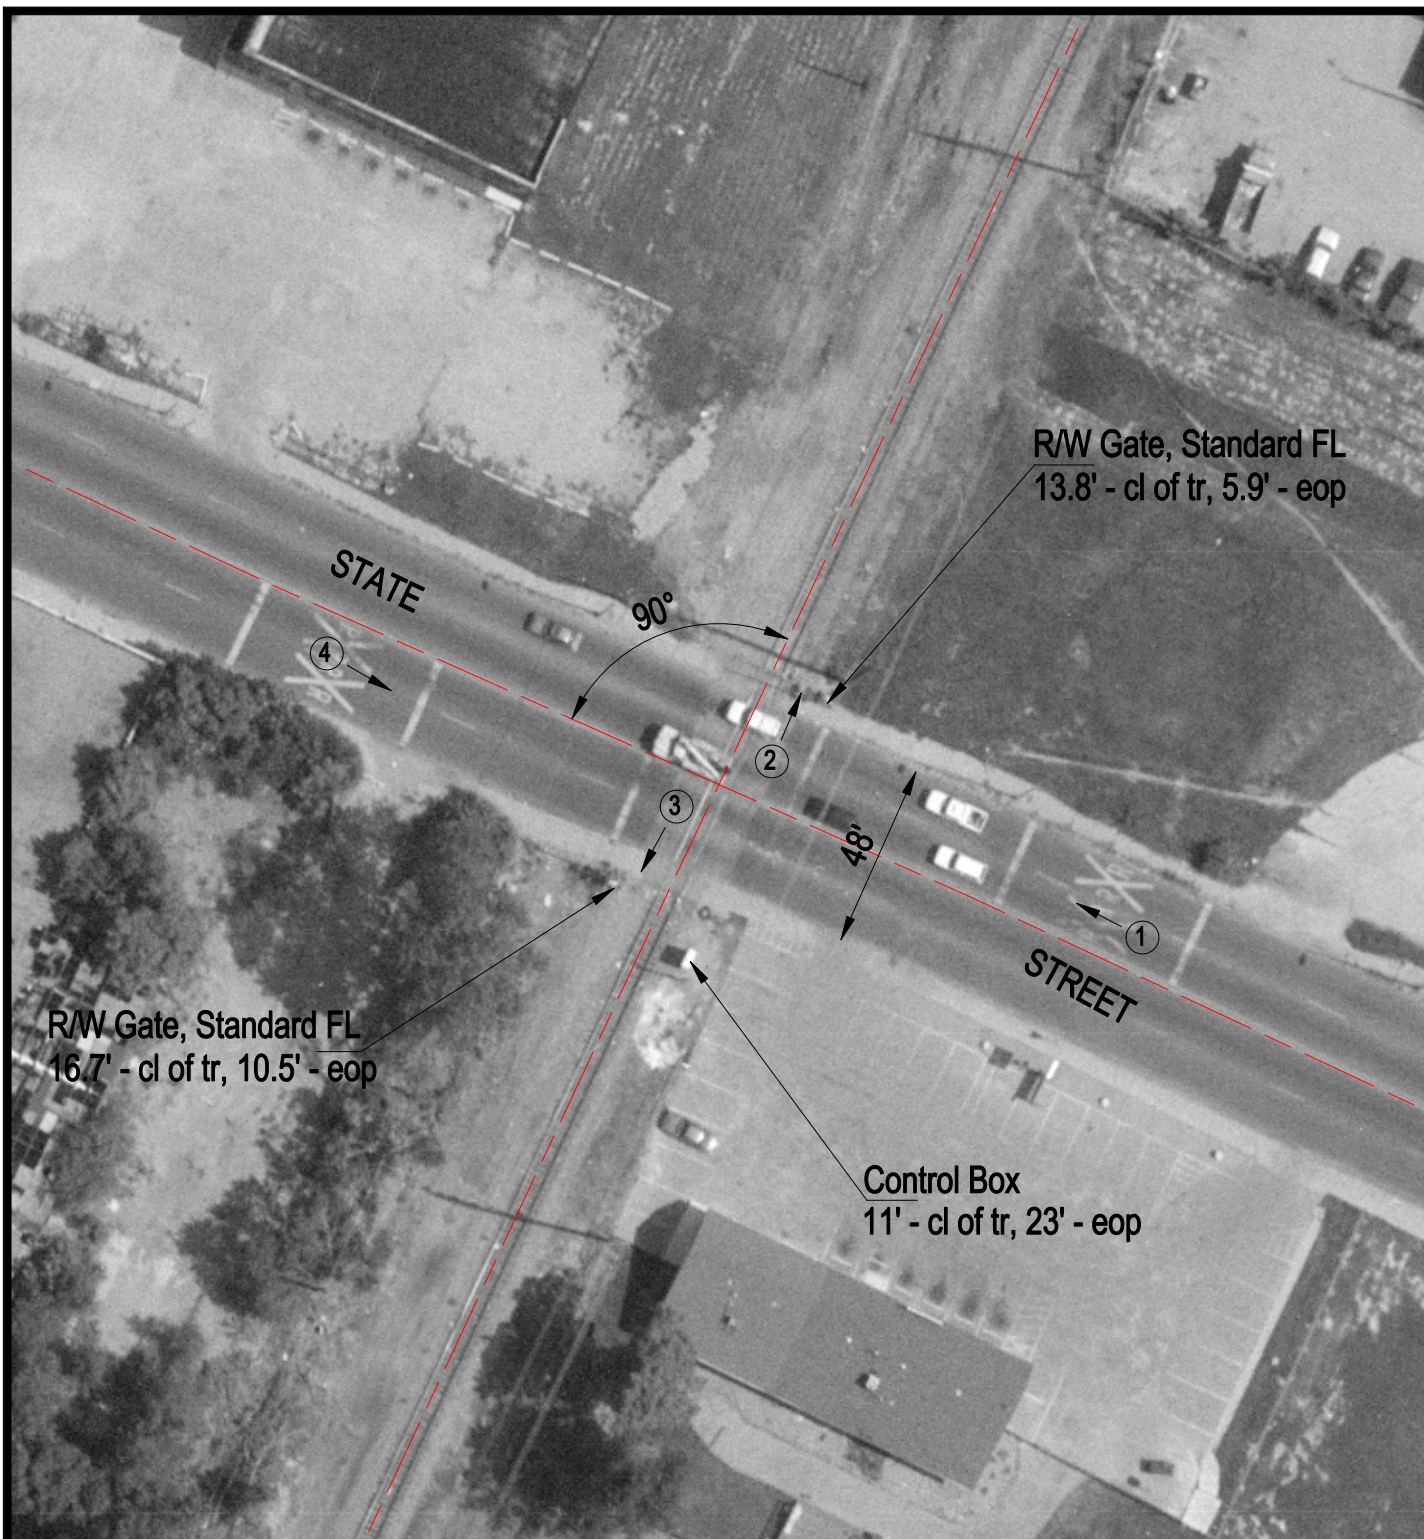 R/W Gate, Standard FL
13.8' - cl of tr, 5.9' - eop
STATE
90°
4
2
3
48'
1
STREET
R/W Gate, Standard FL
16.7' - cl of tr, 10.5' - eop
Control Box
11' - cl of tr, 23' - eop